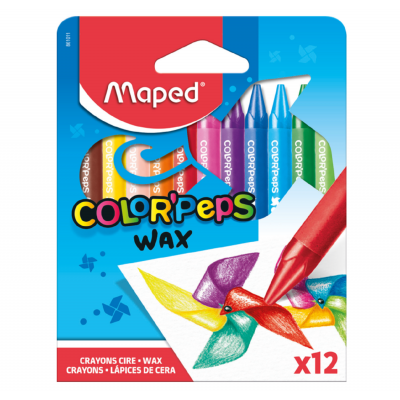 Maped
COLOR'PePS
WAX
CRAYONS CIRE • WAX
CRAYONS • LÁPICES DE CERA
x12